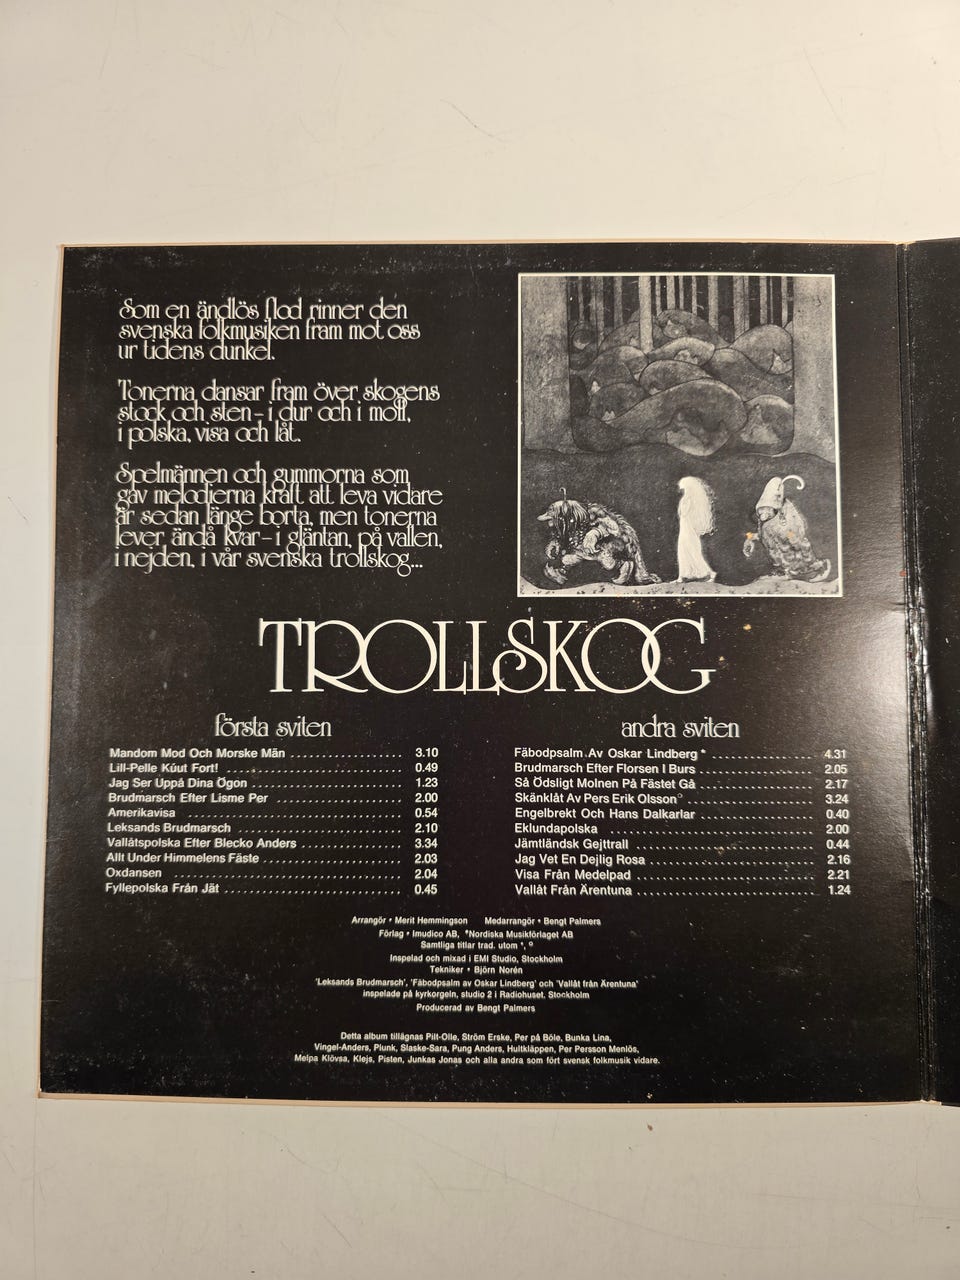 Som en ändlös flod rinner den
svenska folkmusiken fram mot oss
ur tidens dunkel.
Tonerna dansar fram över skogens
stock och sten – i dur och i moll,
i polska, visa och låt.
Spelmännen och gummorna som
gav melodierna kraft att leva vidare
är sedan länge borta, men tonerna
lever ändå kvar – i gläntan, på vallen,
i nejden, i vår svenska trollskog...
TROLLSKOG
första sviten
Mandom Mod Och Morske Män 3.10
Lill-Pelle Kúut Fort! 0.49
Jag Ser Uppå Dina Ögon 1.23
Brudmarsch Efter Lisme Per 2.00
Amerikavisa 0.54
Leksands Brudmarsch 2.10
Vallåtspolska Efter Blecko Anders 3.34
Allt Under Himmelens Fäste 2.03
Oxdansen 2.04
Fyllepolska Från Jät 0.45
andra sviten
Fäbodpsalm Av Oskar Lindberg * 4.31
Brudmarsch Efter Florsen I Burs 2.05
Så Ödsligt Molnen På Fästet Gå 2.17
Skänklåt Av Pers Erik Olsson° 3.24
Engelbrekt Och Hans Dalkarlar 0.40
Eklundapolska 2.00
Jämtländsk Gejttrall 0.44
Jag Vet En Dejlig Rosa 2.16
Visa Från Medelpad 2.21
Vallåt Från Ärentuna 1.24
Arrangör • Merit Hemmingson Medarrangör • Bengt Palmers
Förlag • Imudico AB, *Nordiska Musikförlaget AB
Samtliga titlar trad. utom *, °
Inspelad och mixad i EMI Studio, Stockholm
Tekniker • Björn Norén
'Leksands Brudmarsch', 'Fäbodpsalm av Oskar Lindberg' och 'Vallåt från Ärentuna'
inspelade på kyrkorgeln, studio 2 i Radiohuset. Stockholm
Producerad av Bengt Palmers
Detta album tillägnas Pilt-Olle, Ström Erske, Per på Böle, Bunka Lina,
Vingel-Anders, Plunk, Slaske-Sara, Pung Anders, Hultkläppen, Per Persson Menlös,
Melpa Klövsa, Klejs, Pisten, Junkas Jonas och alla andra som fört svensk folkmusik vidare.